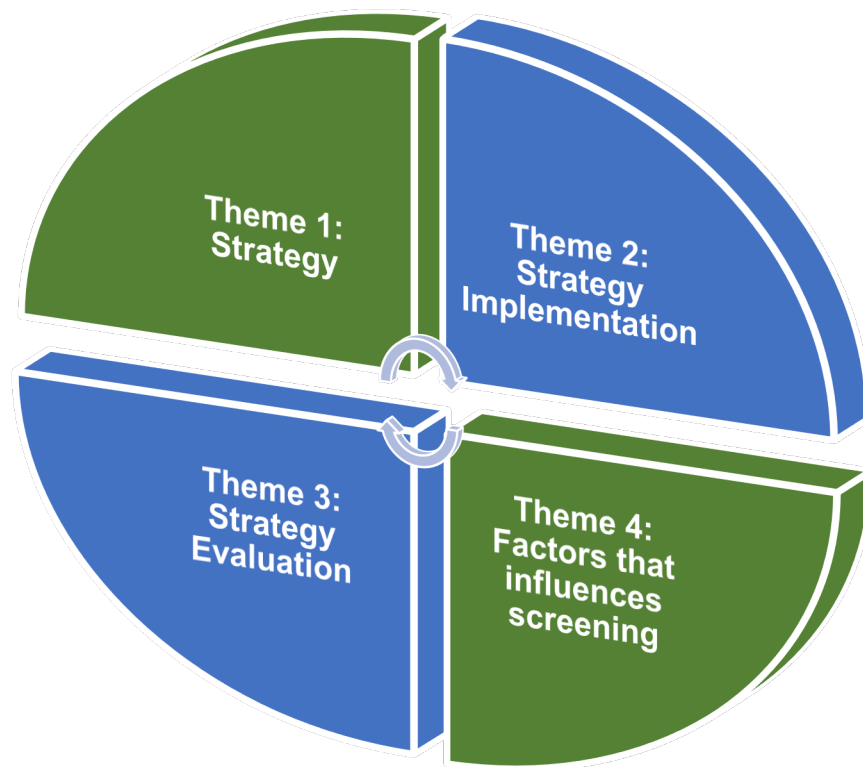 Theme 1:
Strategy
Theme 2:
Strategy
Implementation
Theme 3:
Strategy
Evaluation
Theme 4:
Factors that
influences
screening